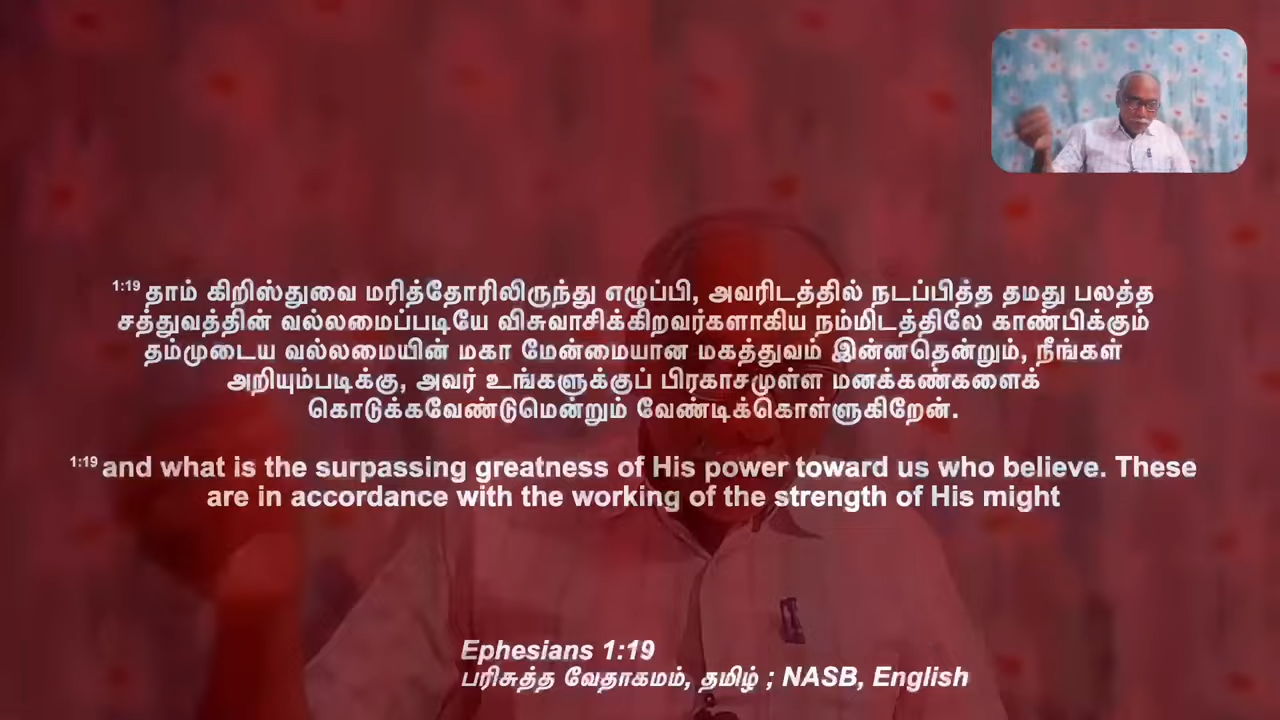 1:19 தாம் கிறிஸ்துவை மரித்தோரிலிருந்து எழுப்பி, அவரிடத்தில் நடப்பித்த தமது பலத்த
சத்துவத்தின் வல்லமைப்படியே விசுவாசிக்கிறவர்களாகிய நம்மிடத்திலே காண்பிக்கும்
தம்முடைய வல்லமையின் மகா மேன்மையான மகத்துவம் இன்னதென்றும், நீங்கள்
அறியும்படிக்கு, அவர் உங்களுக்குப் பிரகாசமுள்ள மனக்கண்களைக்
கொடுக்கவேண்டுமென்றும் வேண்டிக்கொள்ளுகிறேன்.
1:19 and what is the surpassing greatness of His power toward us who believe. These
are in accordance with the working of the strength of His might
Ephesians 1:19
பரிசுத்த வேதாகமம், தமிழ் ; NASB, English